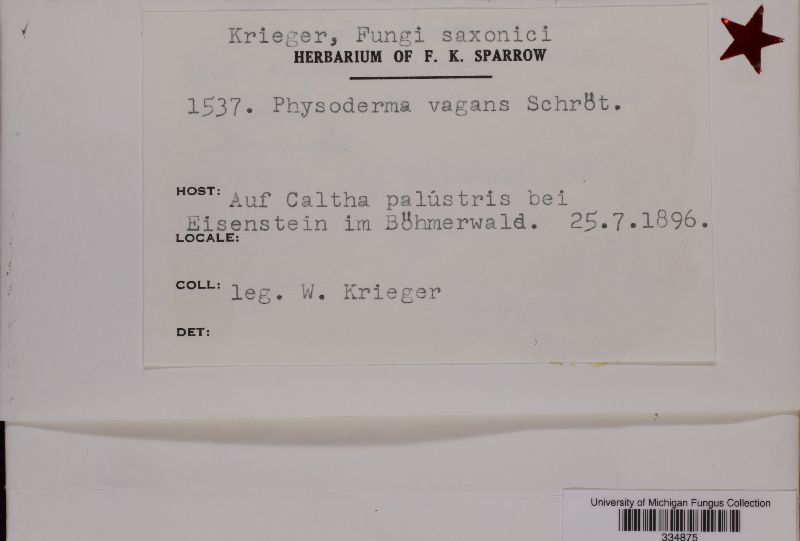 Krieger, Fungi saxonici
HERBARIUM OF F. K. SPARROW
1537. Physoderma vagans Schröt.
HOST: Auf Caltha palústris bei
Eisenstein im Böhmerwald. 25.7.1896.
LOCALE:
COLL: leg. W. Krieger
DET:
University of Michigan Fungus Collection
334875